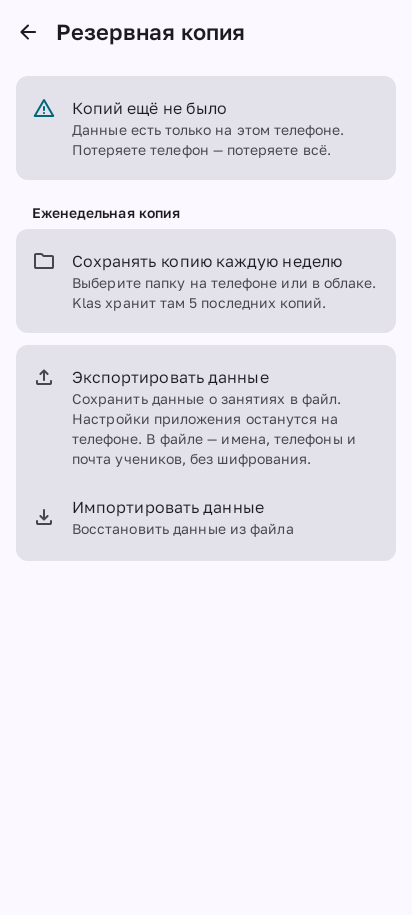 Резервная копия
Копий ещё не было
Данные есть только на этом телефоне.
Потеряете телефон — потеряете всё.
Еженедельная копия
Сохранять копию каждую неделю
Выберите папку на телефоне или в облаке.
Klas хранит там 5 последних копий.
Экспортировать данные
Сохранить данные о занятиях в файл.
Настройки приложения останутся на
телефоне. В файле — имена, телефоны и
почта учеников, без шифрования.
Импортировать данные
Восстановить данные из файла